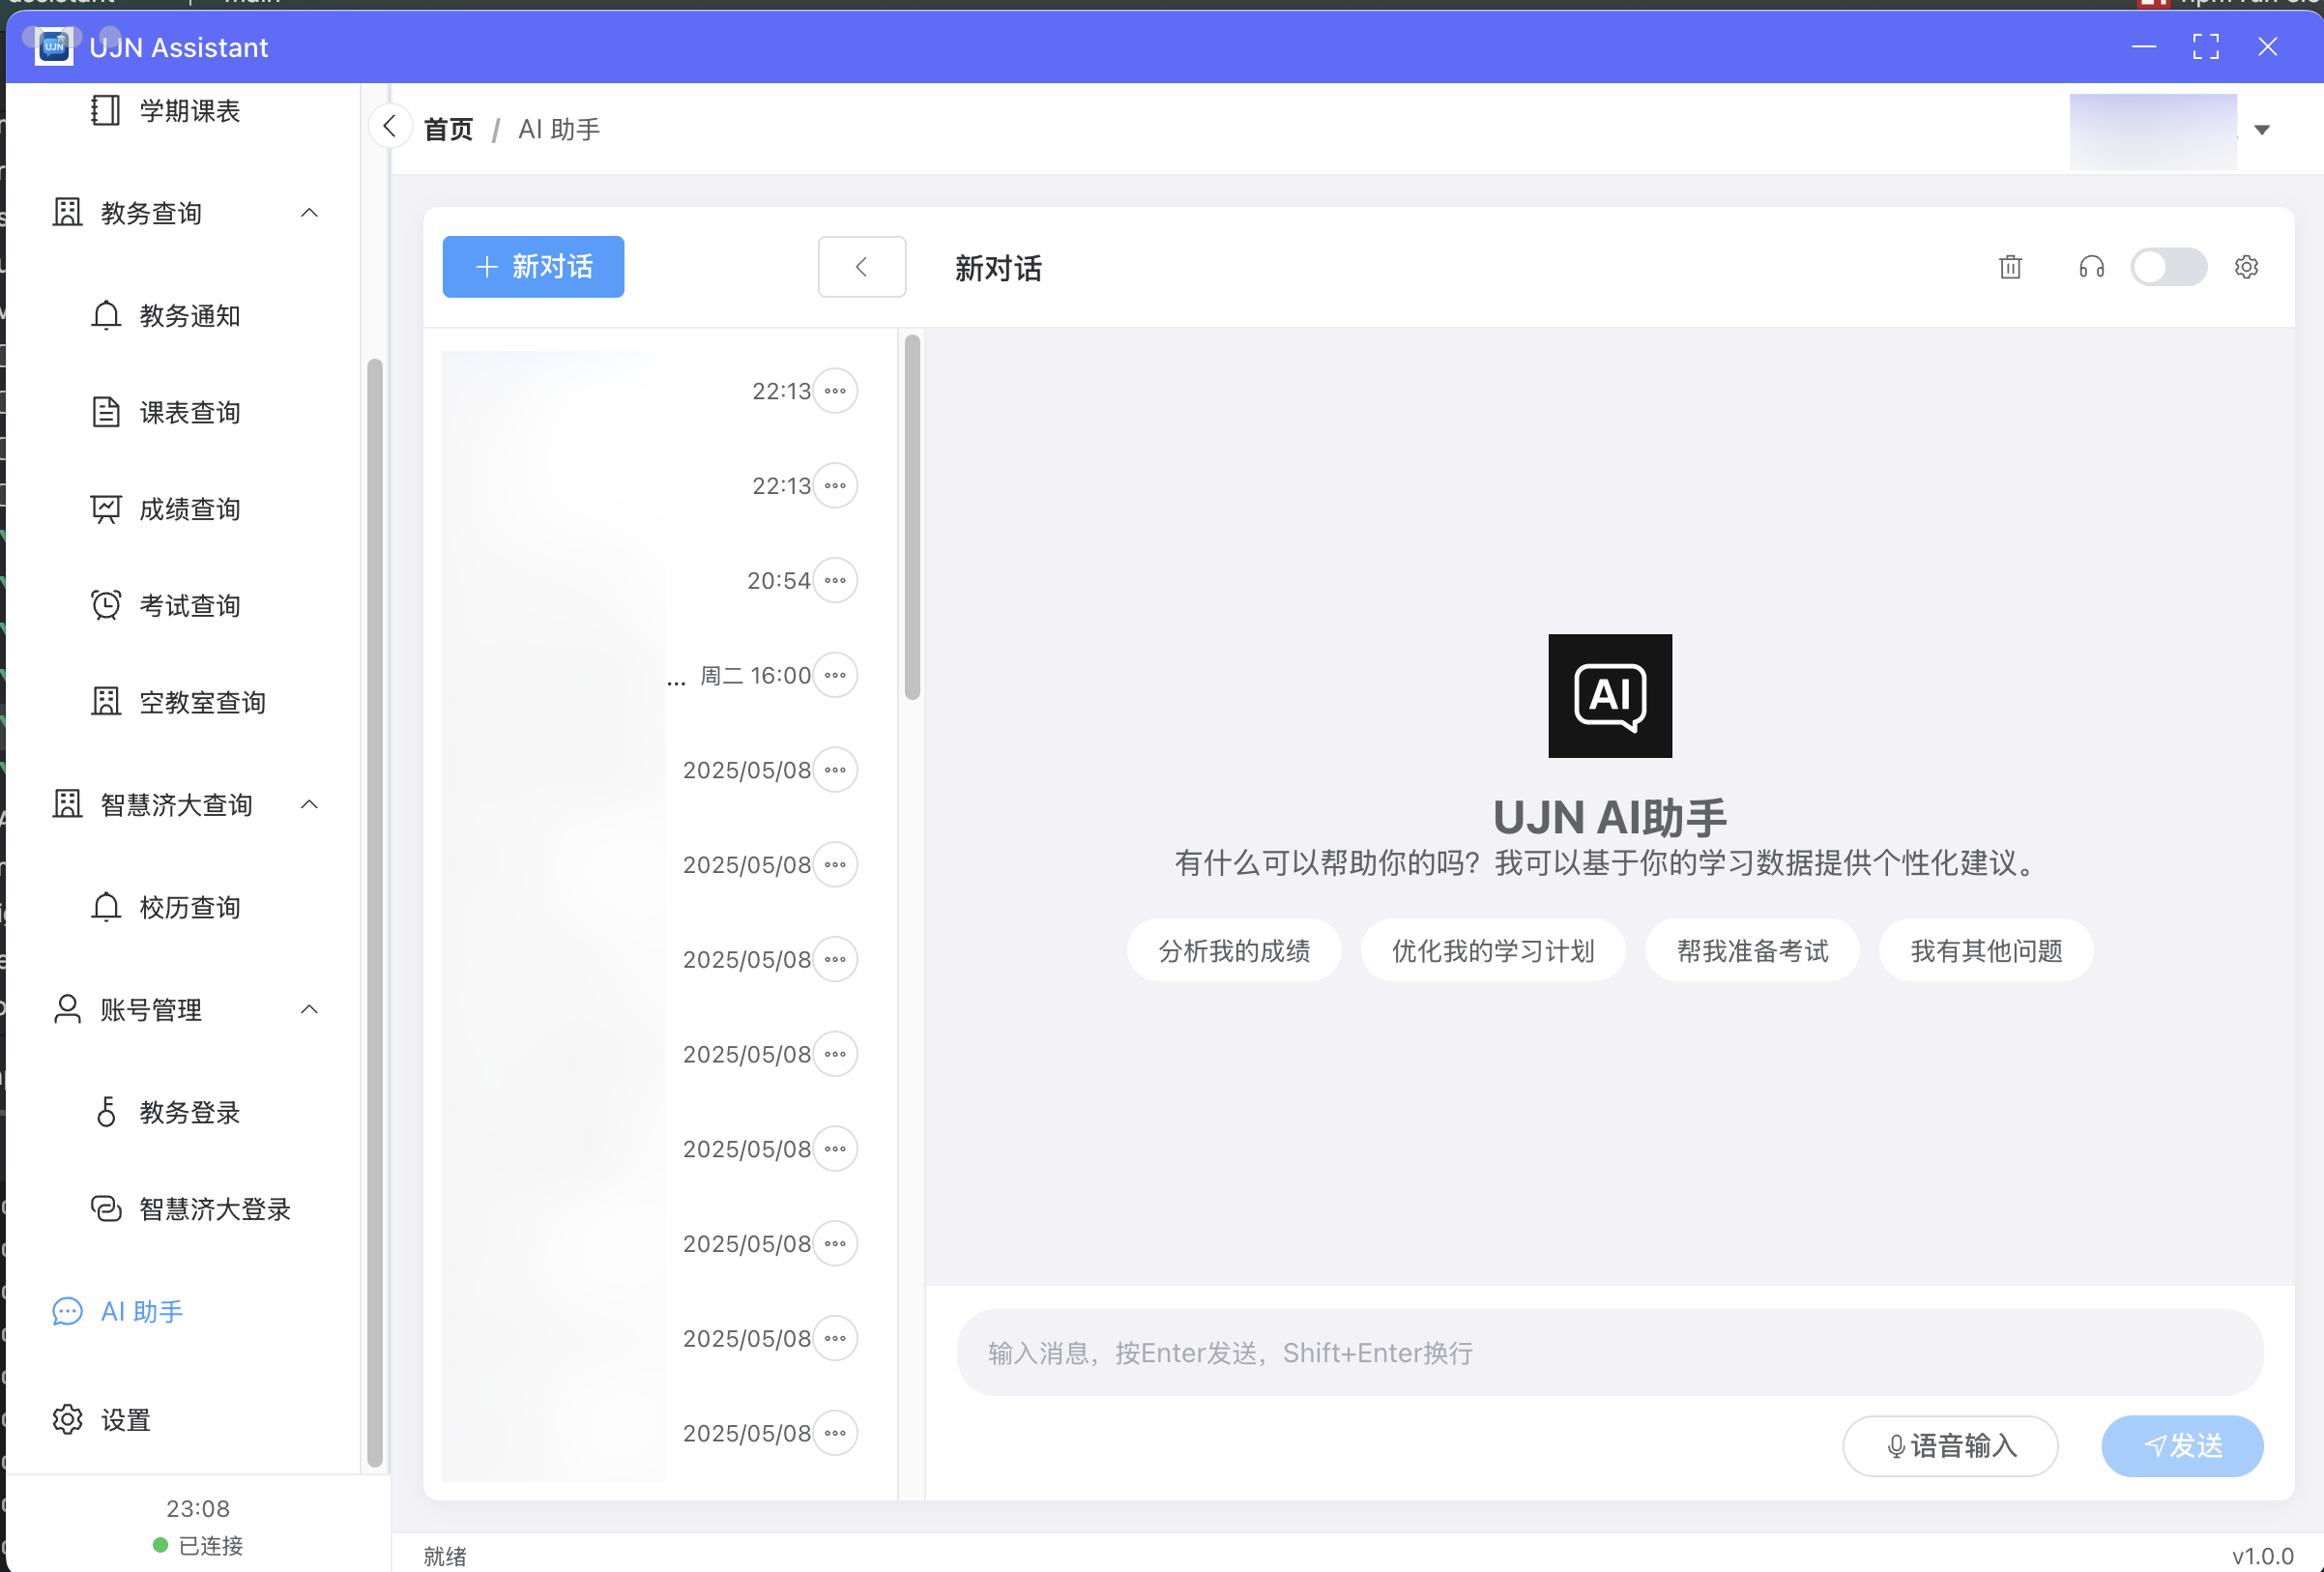 UJN Assistant
学期课表
教务查询
教务通知
课表查询
成绩查询
考试查询
空教室查询
智慧济大查询
校历查询
账号管理
教务登录
智慧济大登录
AI 助手
设置
23:08
已连接
首页 / AI 助手
新对话
新对话
22:13
22:13
20:54
... 周二 16:00
2025/05/08
2025/05/08
2025/05/08
2025/05/08
2025/05/08
2025/05/08
2025/05/08
2025/05/08
AI
UJN AI助手
有什么可以帮助你的吗？我可以基于你的学习数据提供个性化建议。
分析我的成绩
优化我的学习计划
帮我准备考试
我有其他问题
输入消息，按Enter发送，Shift+Enter换行
语音输入
发送
就绪
v1.0.0